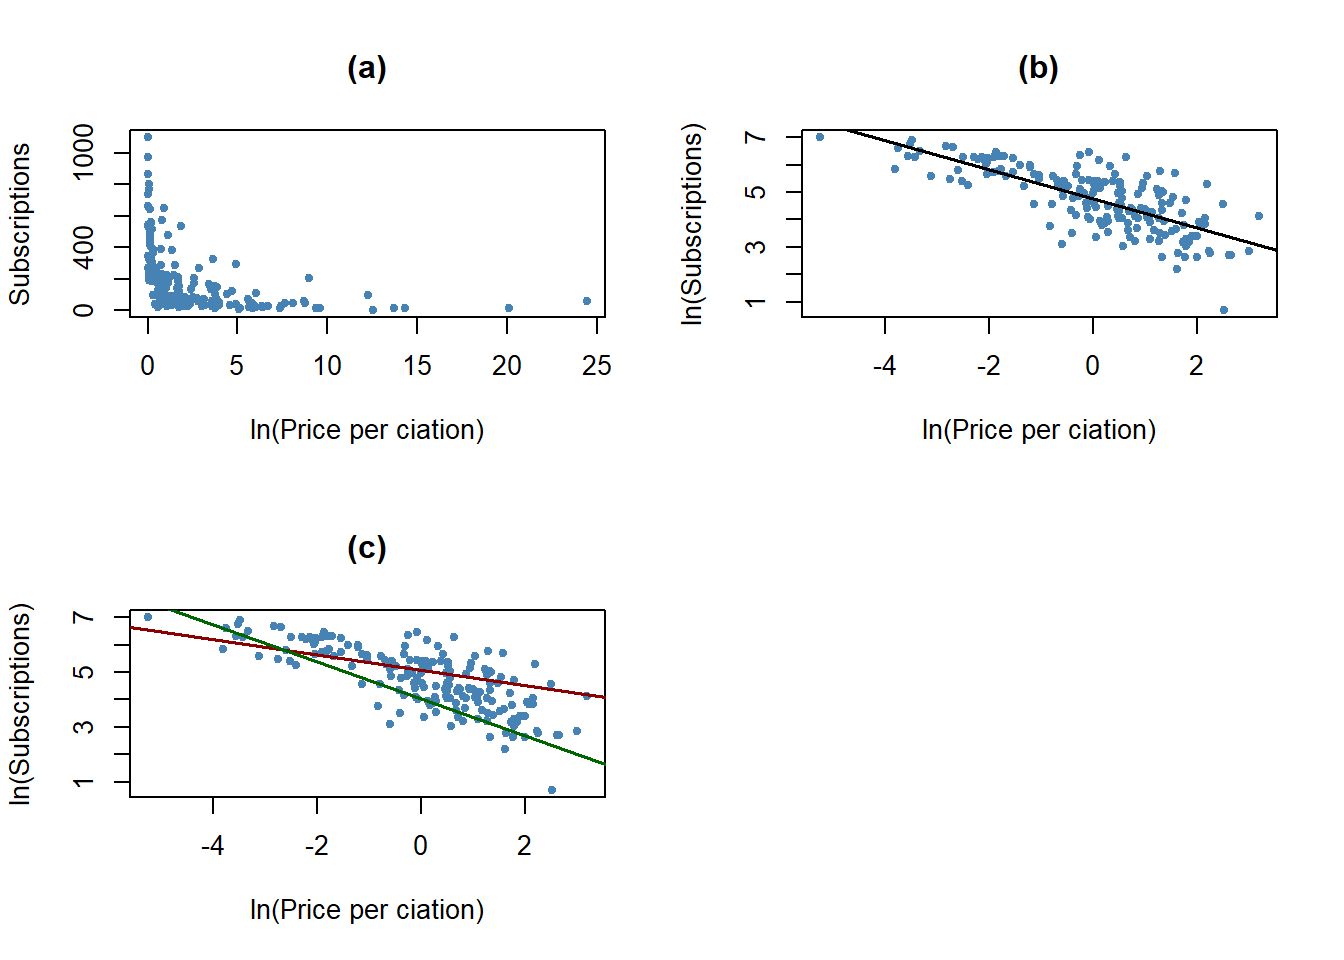 (a)
Subscriptions
0 400 1000
0 5 10 15 20 25
ln(Price per ciation)
(b)
ln(Subscriptions)
1 3 5 7
-4 -2 0 2
ln(Price per ciation)
(c)
ln(Subscriptions)
1 3 5 7
-4 -2 0 2
ln(Price per ciation)